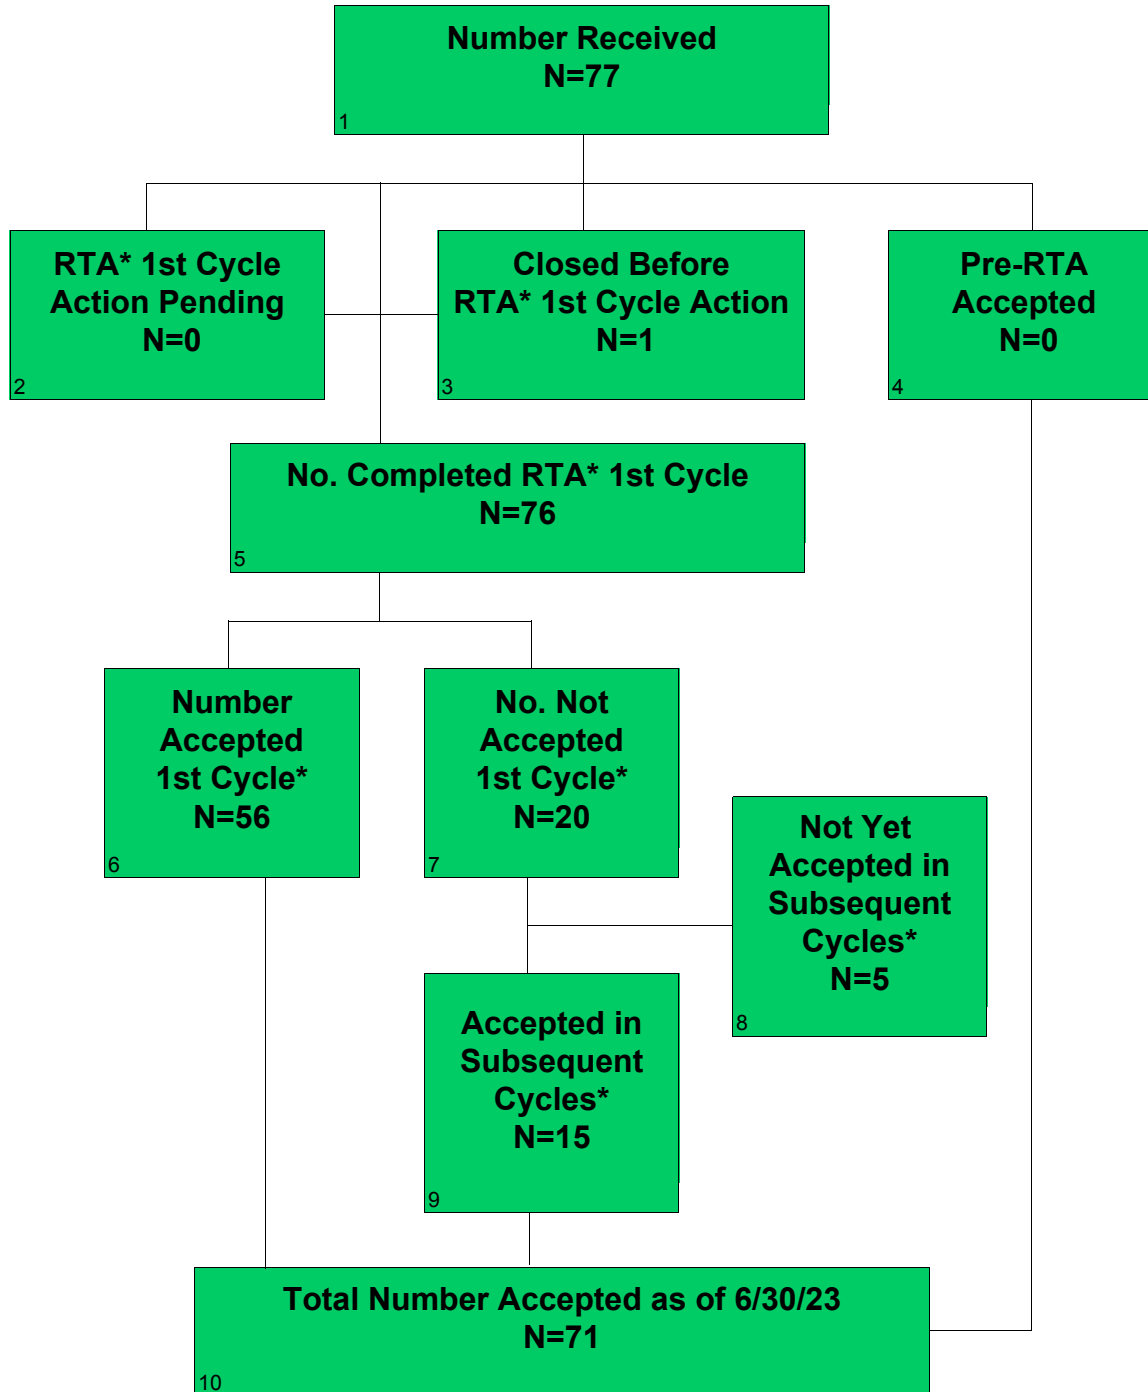 Number Received
N=77
1
RTA* 1st Cycle
Action Pending
N=0
2
Closed Before
RTA* 1st Cycle Action
N=1
3
Pre-RTA
Accepted
N=0
4
No. Completed RTA* 1st Cycle
N=76
5
Number
Accepted
1st Cycle*
N=56
6
No. Not
Accepted
1st Cycle*
N=20
7
Not Yet
Accepted in
Subsequent
Cycles*
N=5
8
Accepted in
Subsequent
Cycles*
N=15
9
Total Number Accepted as of 6/30/23
N=71
10